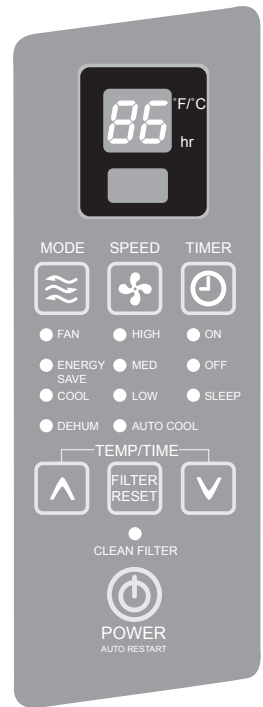 86 °F/°C
hr
MODE SPEED TIMER
FAN HIGH ON
ENERGY SAVE MED OFF
COOL LOW SLEEP
DEHUM AUTO COOL
TEMP/TIME
FILTER
RESET
CLEAN FILTER
POWER
AUTO RESTART